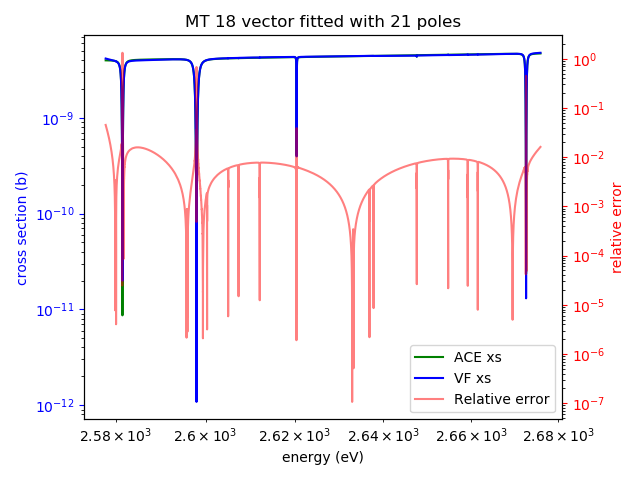 MT 18 vector fitted with 21 poles
cross section (b)
10⁻⁹
10⁻¹⁰
10⁻¹¹
10⁻¹²
10⁰
10⁻¹
10⁻²
10⁻³
10⁻⁴
10⁻⁵
10⁻⁶
10⁻⁷
relative error
ACE xs
VF xs
Relative error
2.58 × 10³ 2.6 × 10³ 2.62 × 10³ 2.64 × 10³ 2.66 × 10³ 2.68 × 10³
energy (eV)